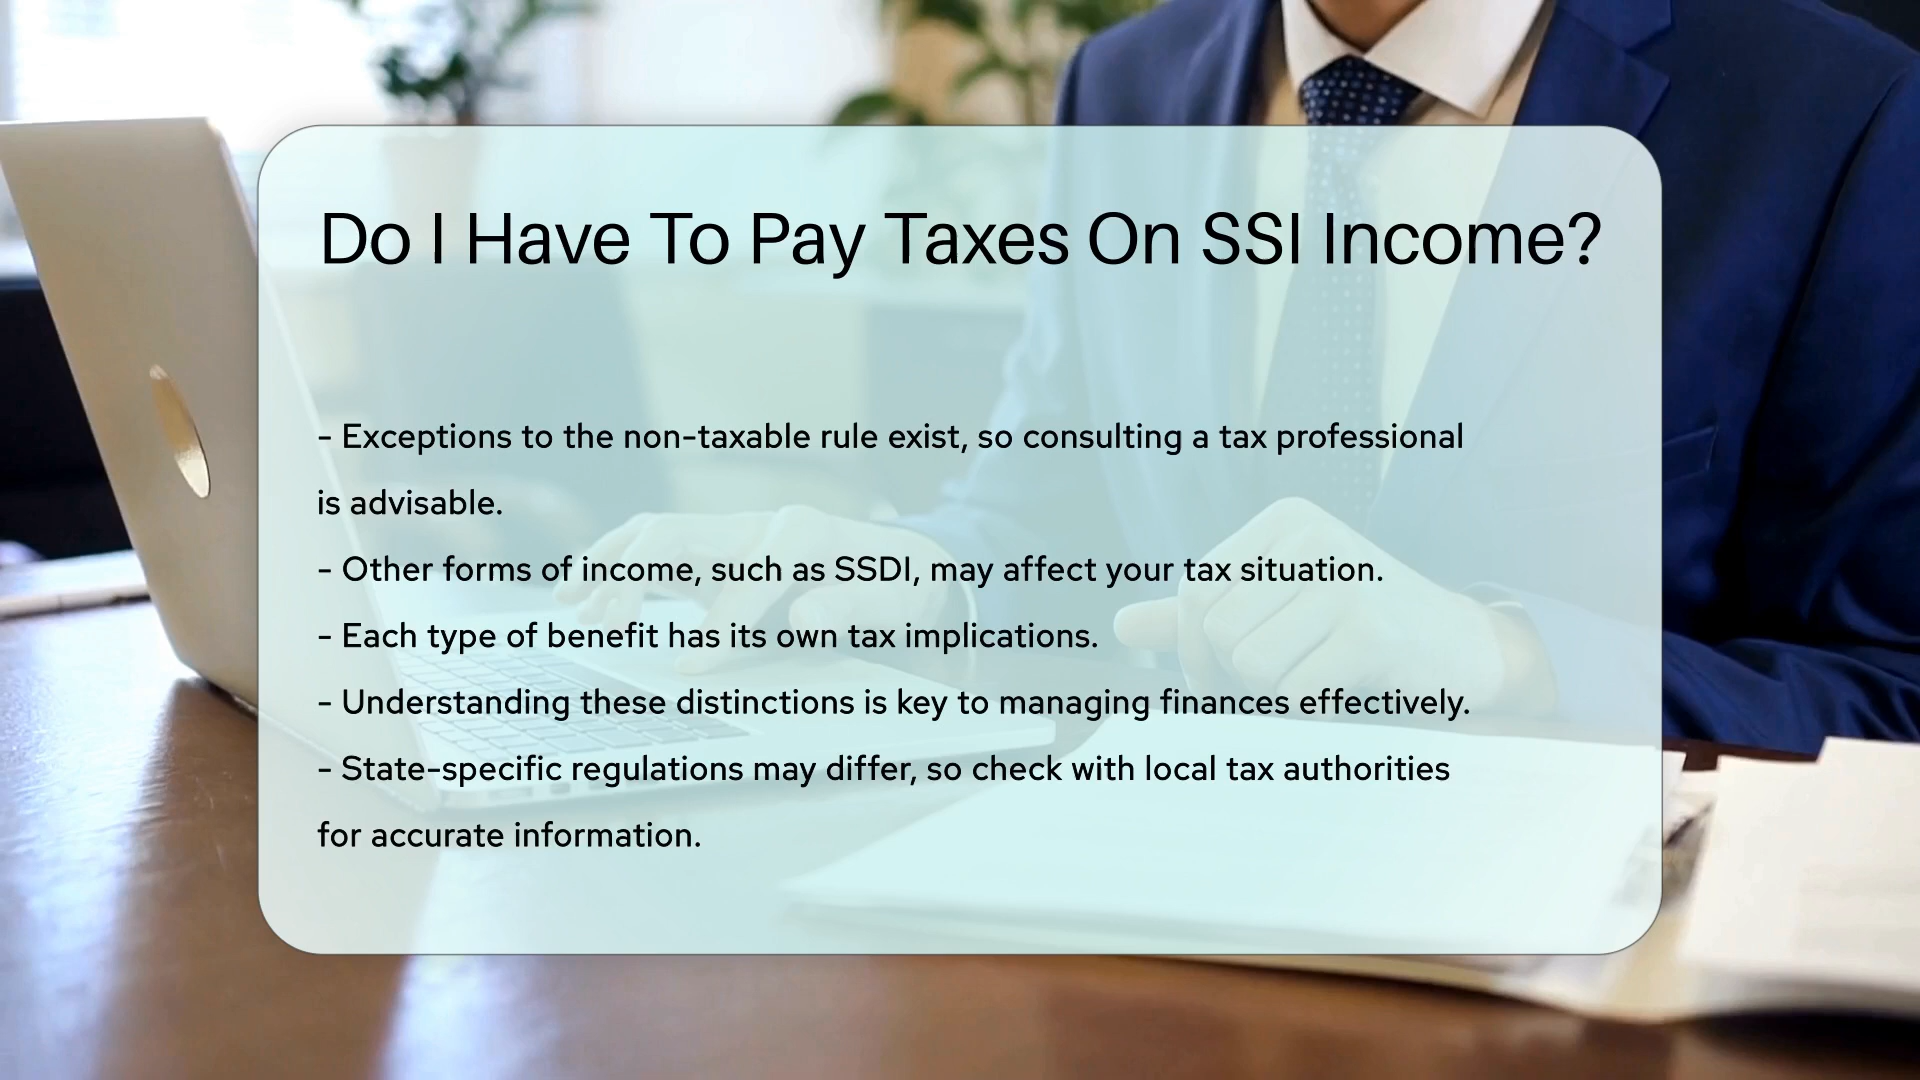 Do I Have To Pay Taxes On SSI Income?
- Exceptions to the non-taxable rule exist, so consulting a tax professional
is advisable.
- Other forms of income, such as SSDI, may affect your tax situation.
- Each type of benefit has its own tax implications.
- Understanding these distinctions is key to managing finances effectively.
- State-specific regulations may differ, so check with local tax authorities
for accurate information.